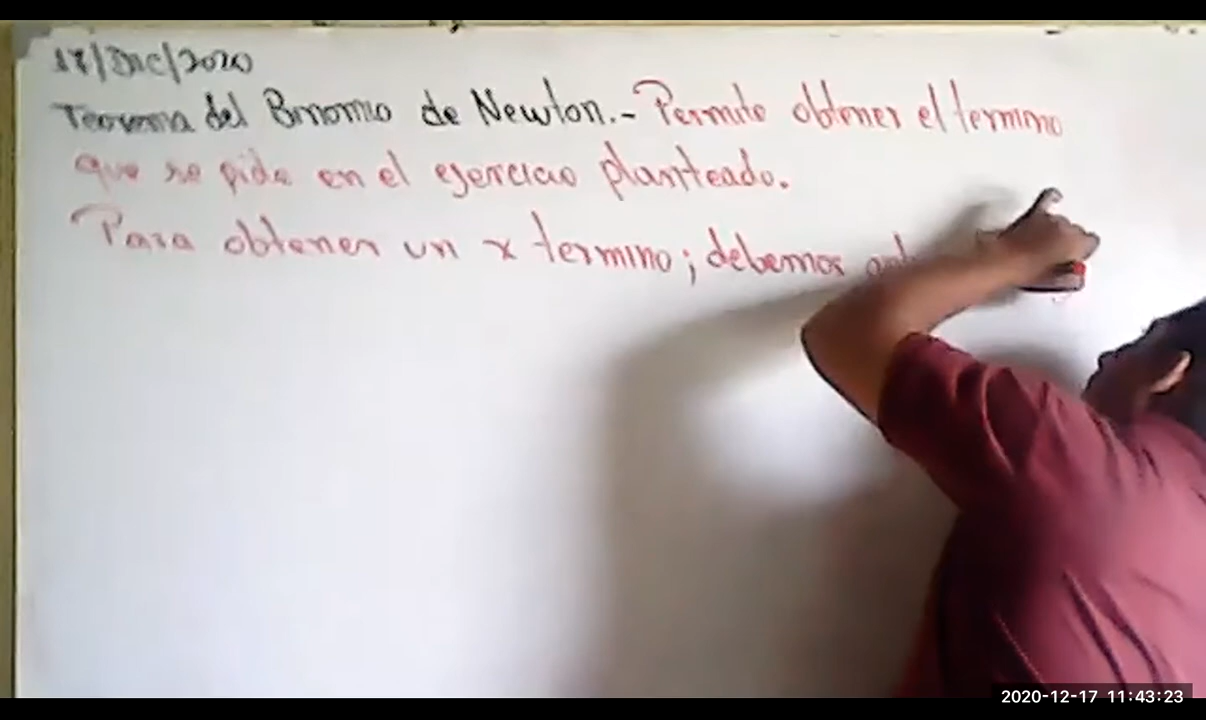 17/Dic/2020
Teorema del Binomio de Newton.- Permite obtener el termino
que se pide en el ejercicio planteado.
Para obtener un x termino; debemos
2020-12-17 11:43:23